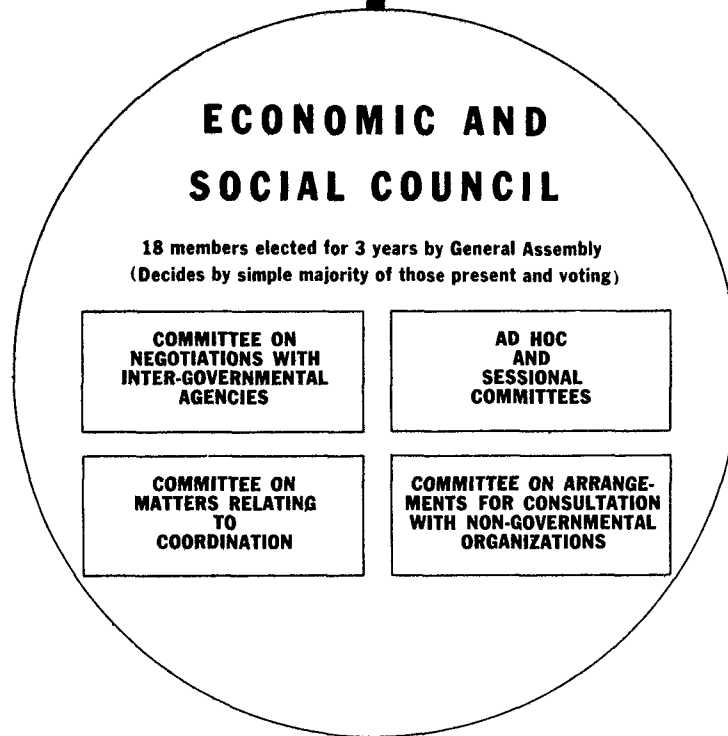 ECONOMIC AND
SOCIAL COUNCIL
18 members elected for 3 years by General Assembly
(Decides by simple majority of those present and voting)
COMMITTEE ON
NEGOTIATIONS WITH
INTER-GOVERNMENTAL
AGENCIES
AD HOC
AND
SESSIONAL
COMMITTEES
COMMITTEE ON
MATTERS RELATING
TO
COORDINATION
COMMITTEE ON ARRANGE-
MENTS FOR CONSULTATION
WITH NON-GOVERNMENTAL
ORGANIZATIONS